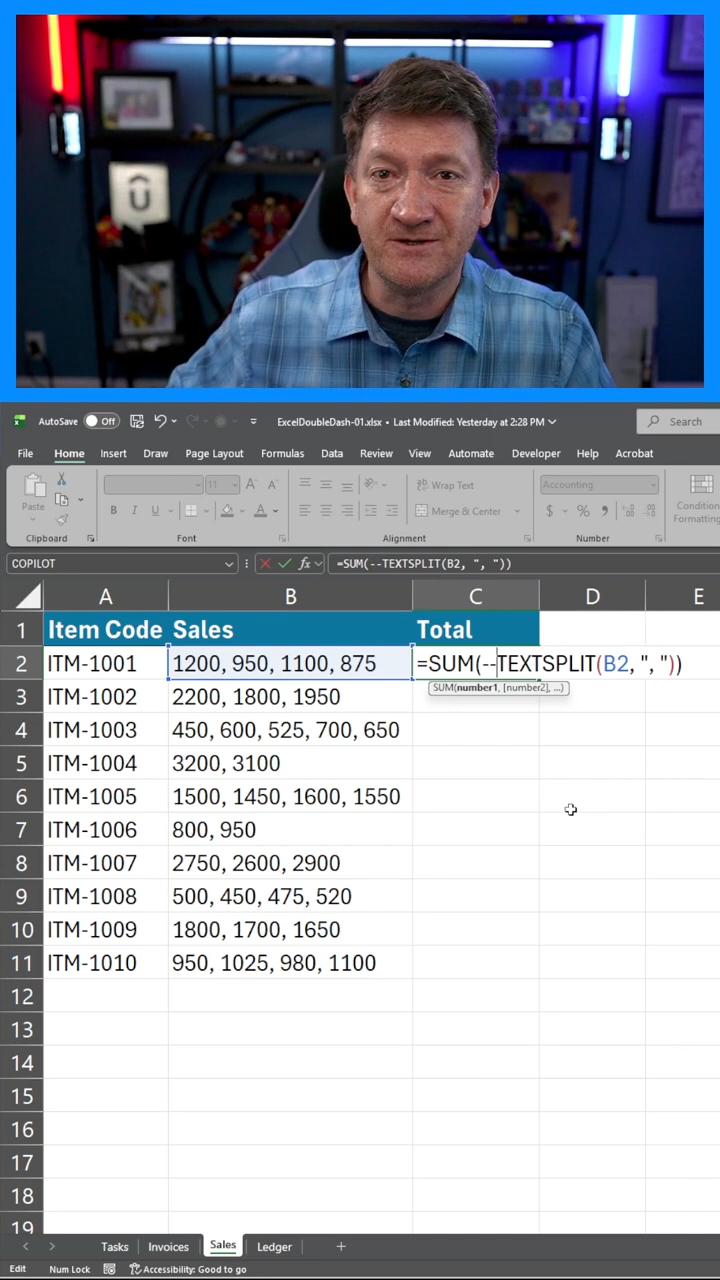 AutoSave Off ExcelDoubleDash-01.xlsx • Last Modified: Yesterday at 2:28 PM Search
File Home Insert Draw Page Layout Formulas Data Review View Automate Developer Help Acrobat
Paste 11 A A Wrap Text Accounting Condition
B I U A Merge & Center $ % 9 Formatting
Clipboard Font Alignment Number
COPILOT fx =SUM(--TEXTSPLIT(B2, ", "))
A B C D E
1 Item Code Sales Total
2 ITM-1001 1200, 950, 1100, 875 =SUM(--TEXTSPLIT(B2, ", "))
SUM(number1, [number2], ...)
3 ITM-1002 2200, 1800, 1950
4 ITM-1003 450, 600, 525, 700, 650
5 ITM-1004 3200, 3100
6 ITM-1005 1500, 1450, 1600, 1550
7 ITM-1006 800, 950
8 ITM-1007 2750, 2600, 2900
9 ITM-1008 500, 450, 475, 520
10 ITM-1009 1800, 1700, 1650
11 ITM-1010 950, 1025, 980, 1100
12
13
14
15
16
17
18
19
Tasks Invoices Sales Ledger +
Edit Num Lock Accessibility: Good to go